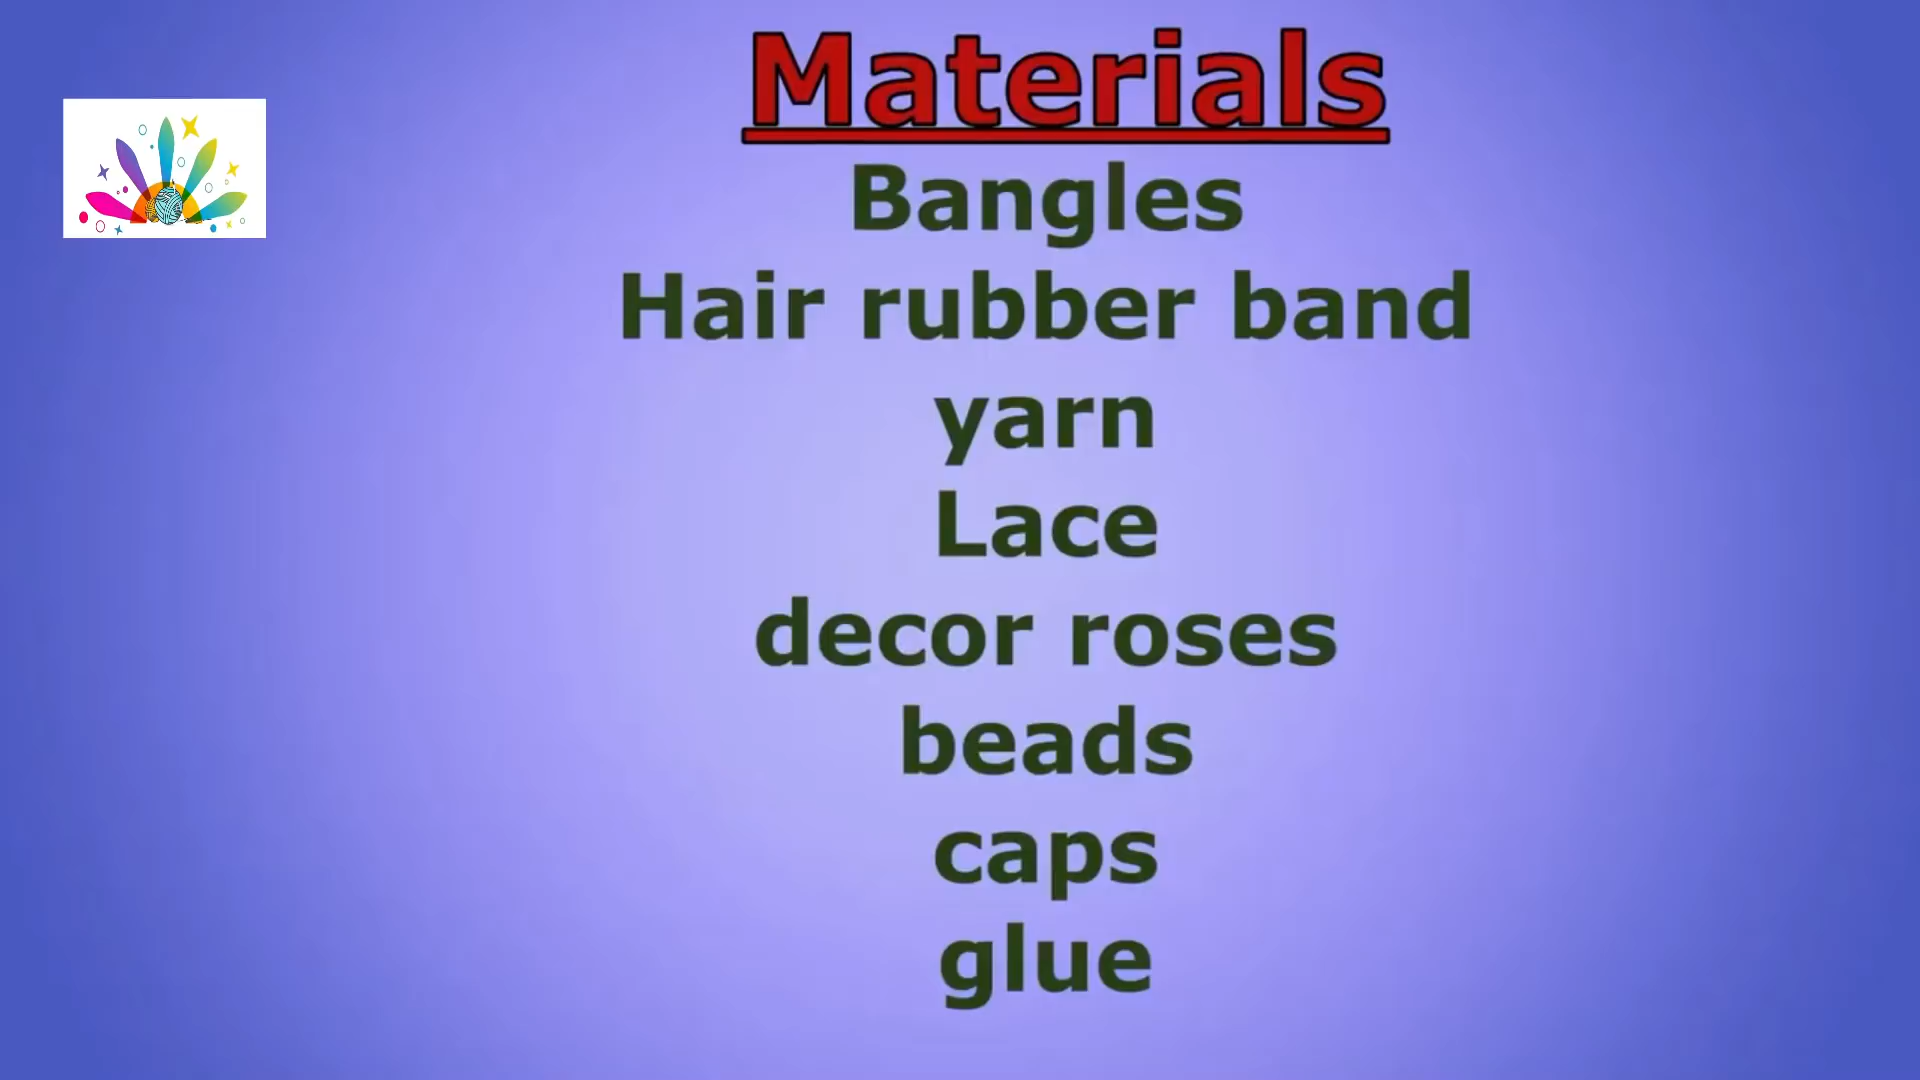 Materials
Bangles
Hair rubber band
yarn
Lace
decor roses
beads
caps
glue